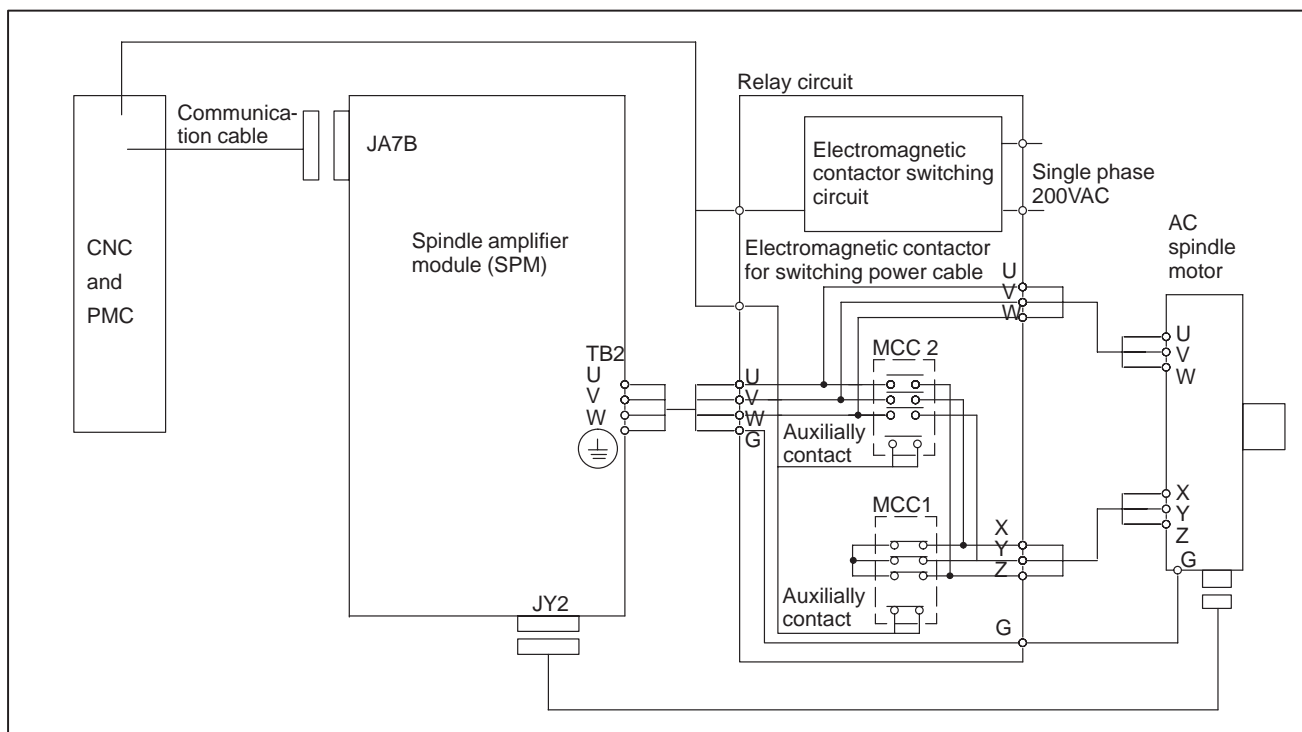 Relay circuit
Communica-
tion cable
JA7B
Electromagnetic
contactor switching
circuit
Single phase
200VAC
CNC
and
PMC
Spindle amplifier
module (SPM)
Electromagnetic contactor
for switching power cable
AC
spindle
motor
U
V
W
U
V
W
TB2
U
V
W
U
V
W
G
MCC 2
Auxilially
contact
MCC1
X
Y
Z
X
Y
Z
G
Auxilially
contact
G
JY2